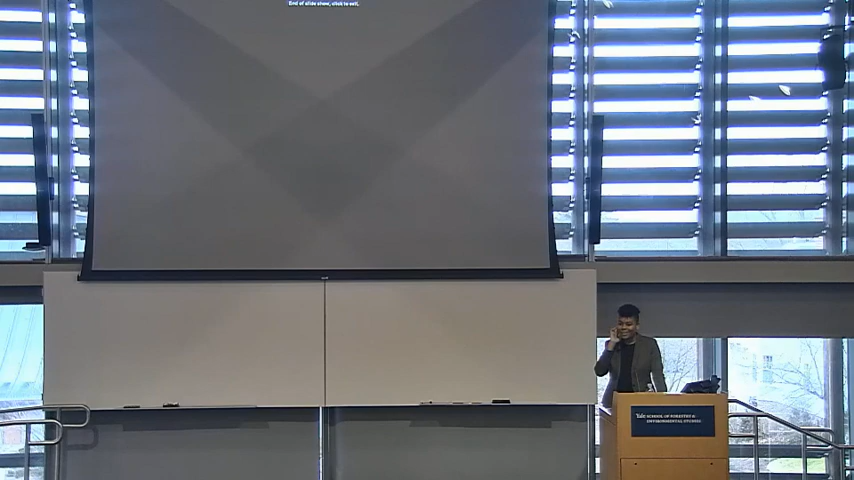 End of slide show, click to exit.
Yale SCHOOL OF FORESTRY &
ENVIRONMENTAL STUDIES